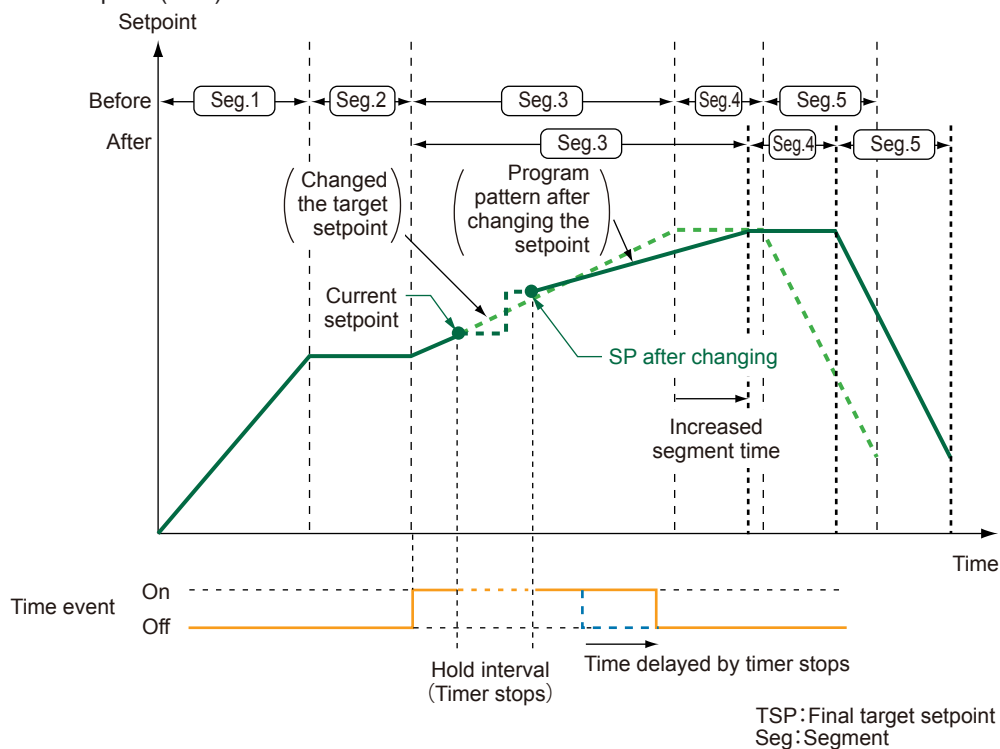 Setpoint
Before
Seg.1
Seg.2
Seg.3
Seg.4
Seg.5
After
Seg.3
Seg.4
Seg.5
Changed
the target
setpoint
Program
pattern after
changing the
setpoint
Current
setpoint
SP after changing
Increased
segment time
Time
Time event
On
Off
Hold interval
(Timer stops)
Time delayed by timer stops
TSP:Final target setpoint
Seg:Segment